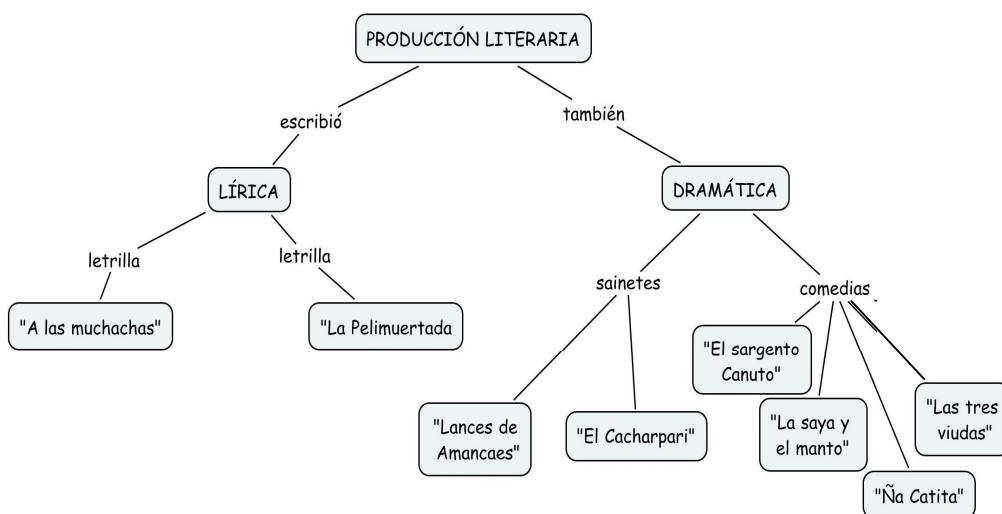 PRODUCCIÓN LITERARIA
escribió
también
LÍRICA
DRAMÁTICA
letrilla
letrilla
sainetes
comedias
"A las muchachas"
"La Pelimuertada
"El sargento
Canuto"
"Lances de
Amancaes"
"El Cacharpari"
"La saya y
el manto"
"Las tres
viudas"
"Ña Catita"